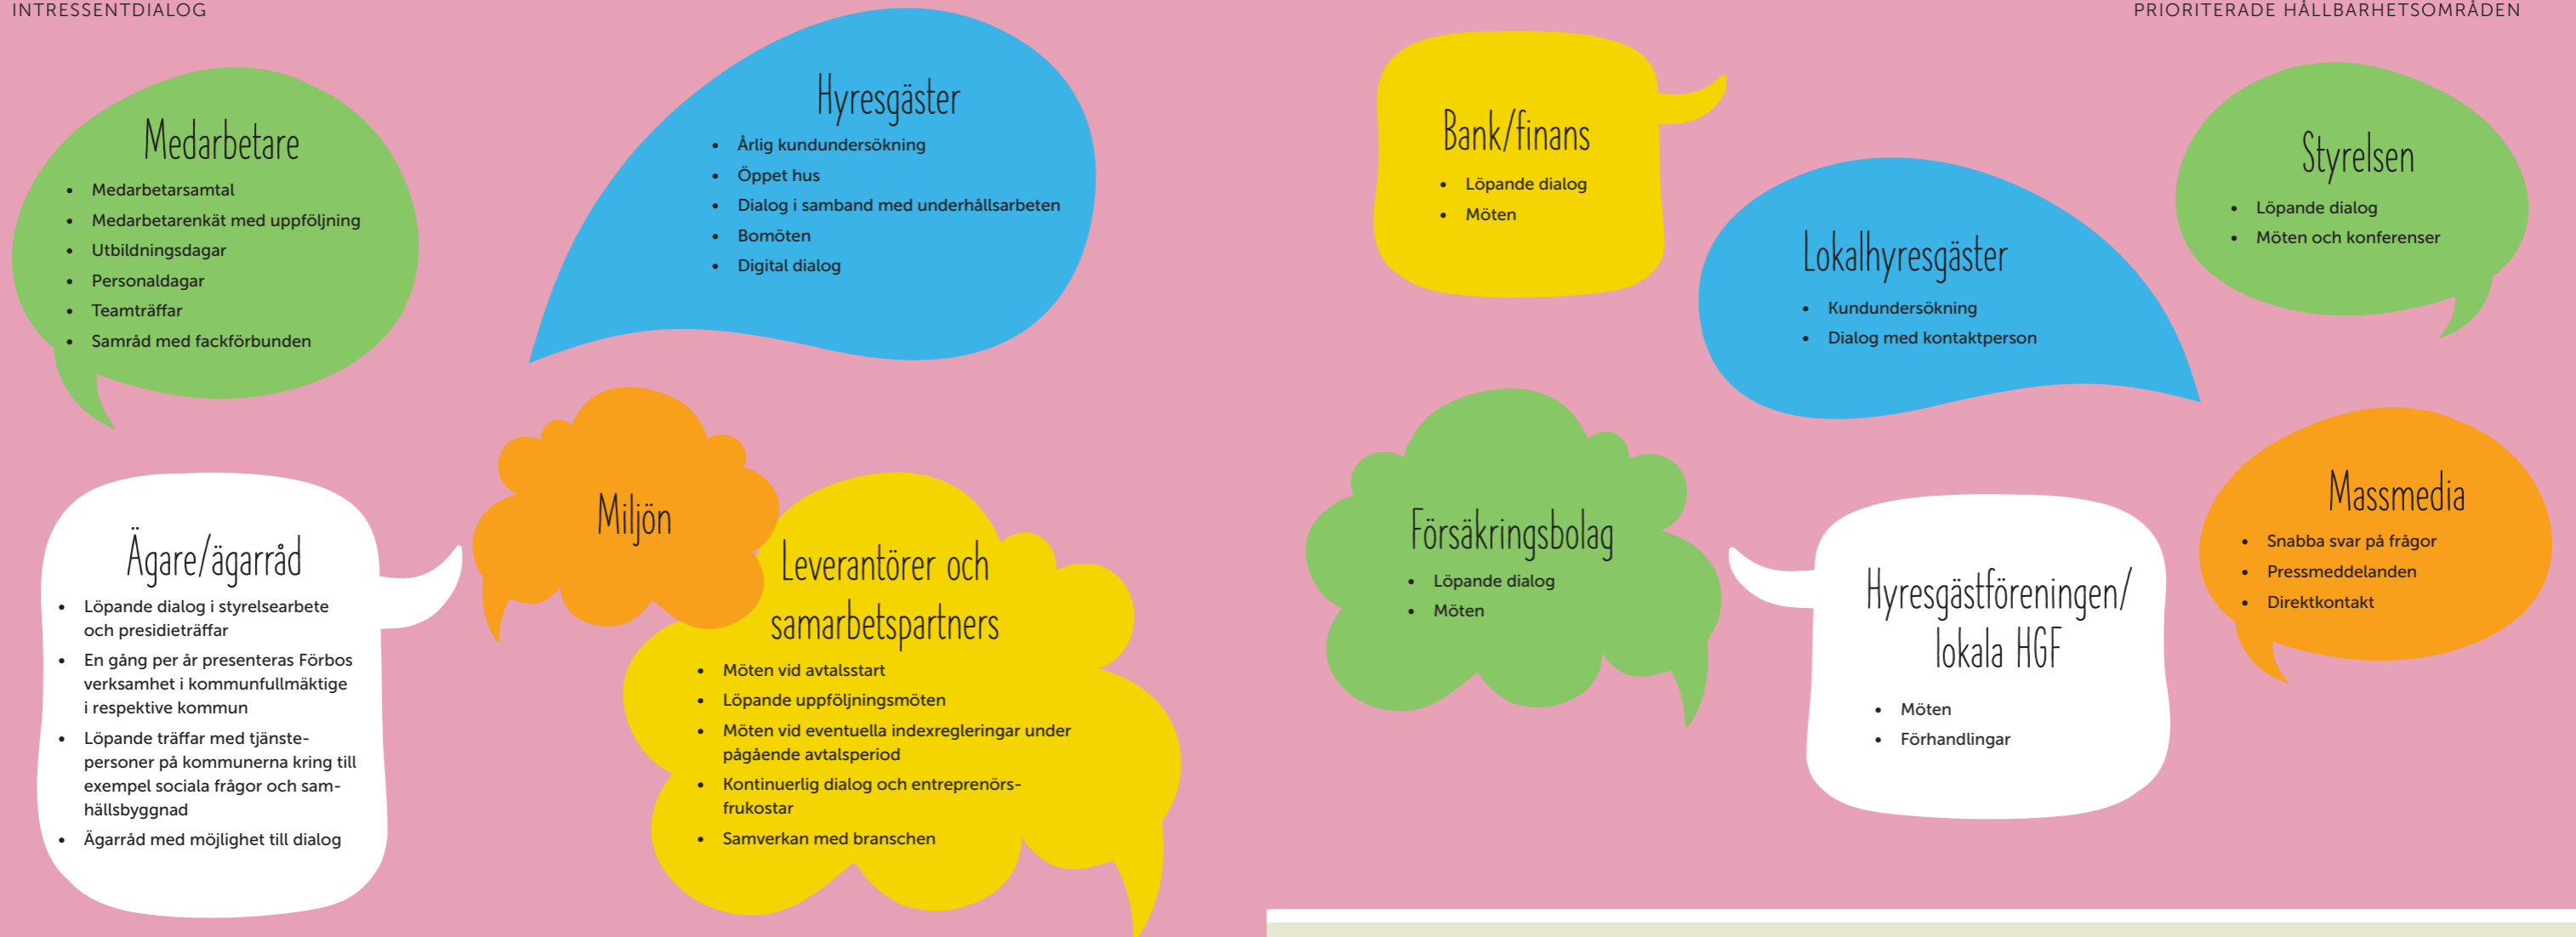 INTRESSENTDIALOG
PRIORITERADE HÅLLBARHETSOMRÅDEN
Medarbetare
• Medarbetarsamtal
• Medarbetarenkät med uppföljning
• Utbildningsdagar
• Personaldagar
• Teamträffar
• Samråd med fackförbunden
Hyresgäster
• Årlig kundundersökning
• Öppet hus
• Dialog i samband med underhållsarbeten
• Bomöten
• Digital dialog
Miljön
Ägare/ägarråd
• Löpande dialog i styrelsearbete
och presidieträffar
• En gång per år presenteras Förbos
verksamhet i kommunfullmäktige
i respektive kommun
• Löpande träffar med tjänste-
personer på kommunerna kring till
exempel sociala frågor och sam-
hällsbyggnad
• Ägarråd med möjlighet till dialog
Leverantörer och
samarbetspartners
• Möten vid avtalsstart
• Löpande uppföljningsmöten
• Möten vid eventuella indexregleringar under
pågående avtalsperiod
• Kontinuerlig dialog och entreprenörs-
frukostar
• Samverkan med branschen
Bank/finans
• Löpande dialog
• Möten
Lokalhyresgäster
• Kundundersökning
• Dialog med kontaktperson
Styrelsen
• Löpande dialog
• Möten och konferenser
Försäkringsbolag
• Löpande dialog
• Möten
Hyresgästföreningen/
lokala HGF
• Möten
• Förhandlingar
Massmedia
• Snabba svar på frågor
• Pressmeddelanden
• Direktkontakt